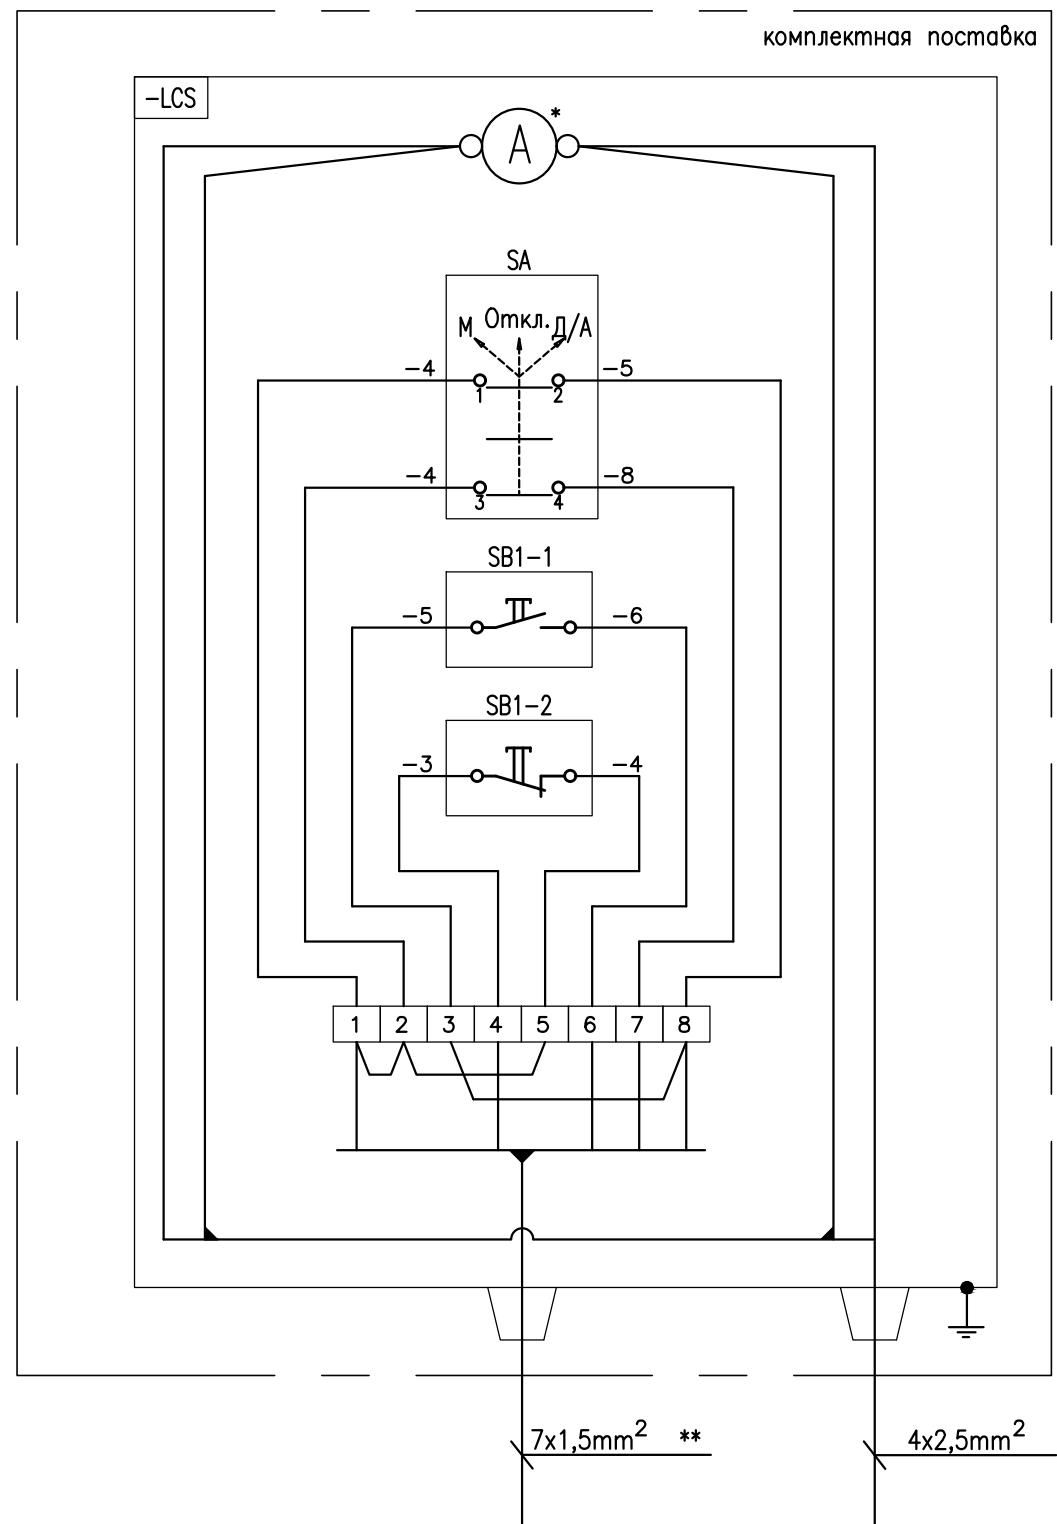 комплектная поставка
-LCS
*
A
SA
М Откл. Д/А
-4 -5
1 2
-4 -8
3 4
SB1-1
-5 -6
SB1-2
-3 -4
1 2 3 4 5 6 7 8
7x1,5mm² **
4x2,5mm²